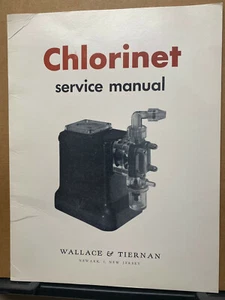 Chlorinet
service manual
WALLACE & TIERNAN
NEWARK 1, NEW JERSEY